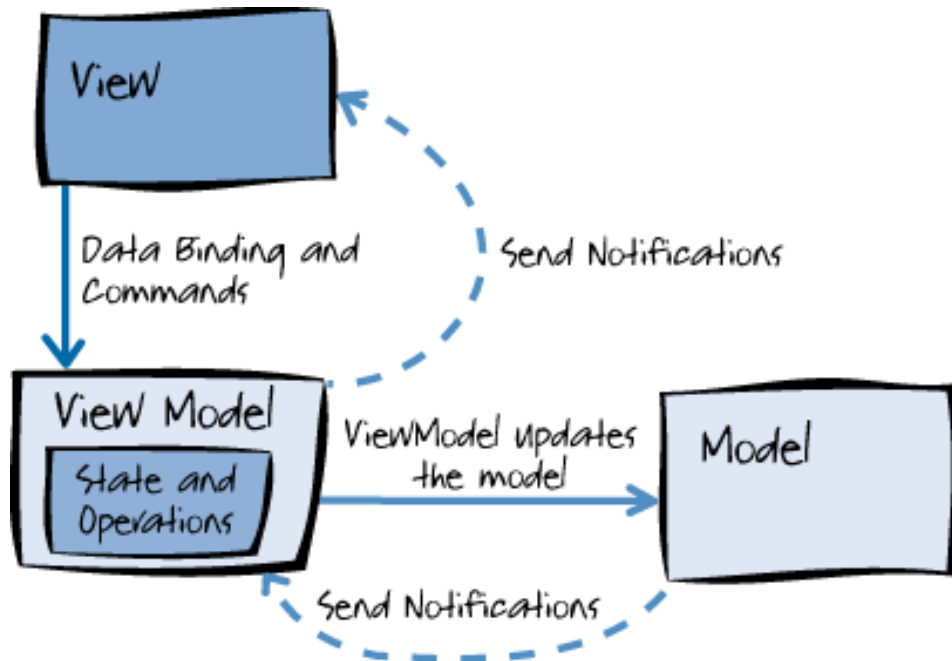 View
Data Binding and
Commands
Send Notifications
View Model
State and
Operations
ViewModel updates
the model
Model
Send Notifications